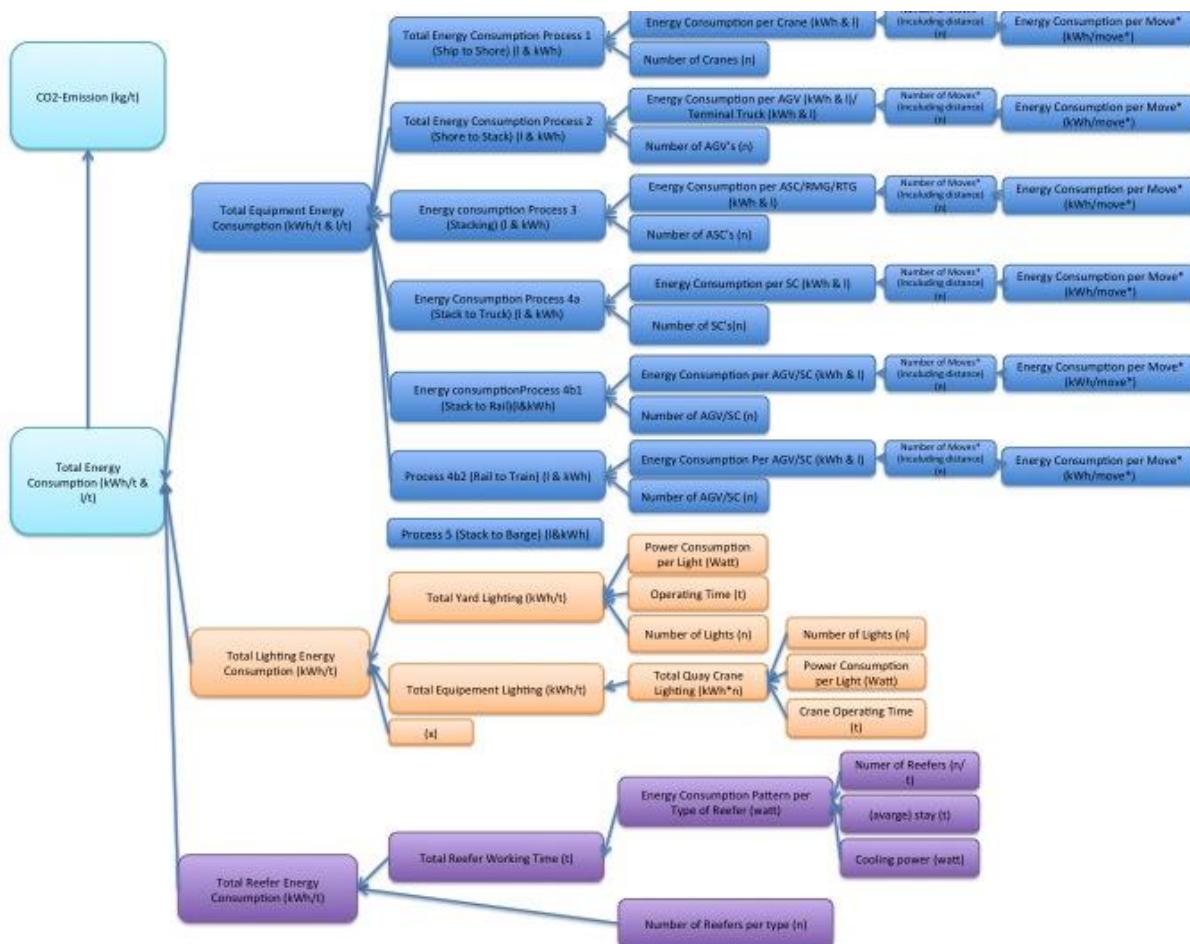 CO2-Emission (kg/t)
Total Energy
Consumption (kWh/t &
l/t)
Total Equipment Energy
Consumption (kWh/t & l/t)
Total Energy Consumption Process 1
(Ship to Shore) (l & kWh)
Energy Consumption per Crane (kWh & l)
(Inculuding distance)
(n)
Energy Consumption per Move*
(kWh/move*)
Number of Cranes (n)
Total Energy Consumption Process 2
(Shore to Stack) (l & kWh)
Energy Consumption per AGV (kWh & l)/
Terminal Truck (kWh & l)
Number of Moves*
(Inculuding distance)
(n)
Energy Consumption per Move*
(kWh/move*)
Number of AGV's (n)
Energy consumption Process 3
(Stacking) (l & kWh)
Energy Consumption per ASC/RMG/RTG
(kWh & l)
Number of Moves*
(Inculuding distance)
(n)
Energy Consumption per Move*
(kWh/move*)
Number of ASC's (n)
Energy Consumption Process 4a
(Stack to Truck) (l & kWh)
Energy Consumption per SC (kWh & l)
Number of Moves*
(Inculuding distance)
(n)
Energy Consumption per Move*
(kWh/move*)
Number of SC's(n)
Energy consumptionProcess 4b1
(Stack to Rail)(l&kWh)
Energy Consumption per AGV/SC (kWh & l)
Number of Moves*
(Inculuding distance)
(n)
Energy Consumption per Move*
(kWh/move*)
Number of AGV/SC (n)
Process 4b2 (Rail to Train) (l & kWh)
Energy Consumption Per AGV/SC (kWh & l)
Number of Moves*
(Inculuding distance)
(n)
Energy Consumption per Move*
(kWh/move*)
Number of AGV/SC (n)
Process 5 (Stack to Barge) (l&kWh)
Total Lighting Energy
Consumption (kWh/t)
Total Yard Lighting (kWh/t)
Power Consumption
per Light (Watt)
Operating Time (t)
Number of Lights (n)
Total Equipement Lighting (kWh/t)
Total Quay Crane
Lighting (kWh*n)
Number of Lights (n)
Power Consumption
per Light (Watt)
Crane Operating Time
(t)
(x)
Total Reefer Energy
Consumption (kWh/t)
Total Reefer Working Time (t)
Energy Consumption Pattern per
Type of Reefer (watt)
Numer of Reefers (n/
t)
(avarge) stay (t)
Cooling power (watt)
Number of Reefers per type (n)